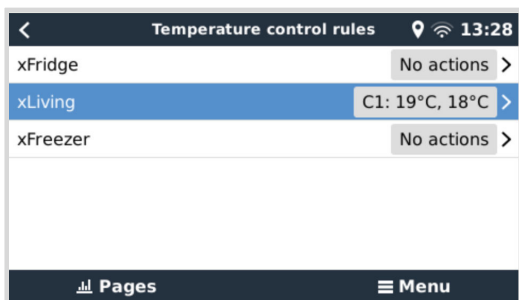 Temperature control rules 13:28
xFridge No actions
xLiving C1: 19°C, 18°C
xFreezer No actions
Pages Menu